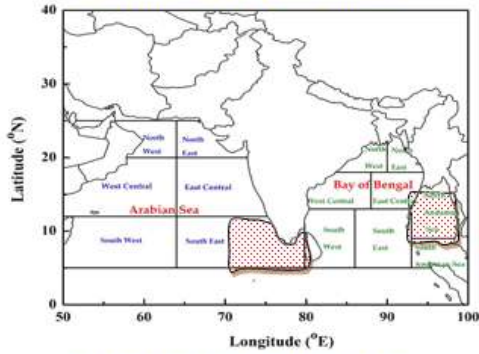 40
30
20
10
0
Latitude (°N)
North West
North East
West Central
East Central
Arabian Sea
South West
South East
North West
North East
Bay of Bengal
West Central
East Central
South West
South East
Andaman Sea
50 60 70 80 90 100
Longitude (°E)